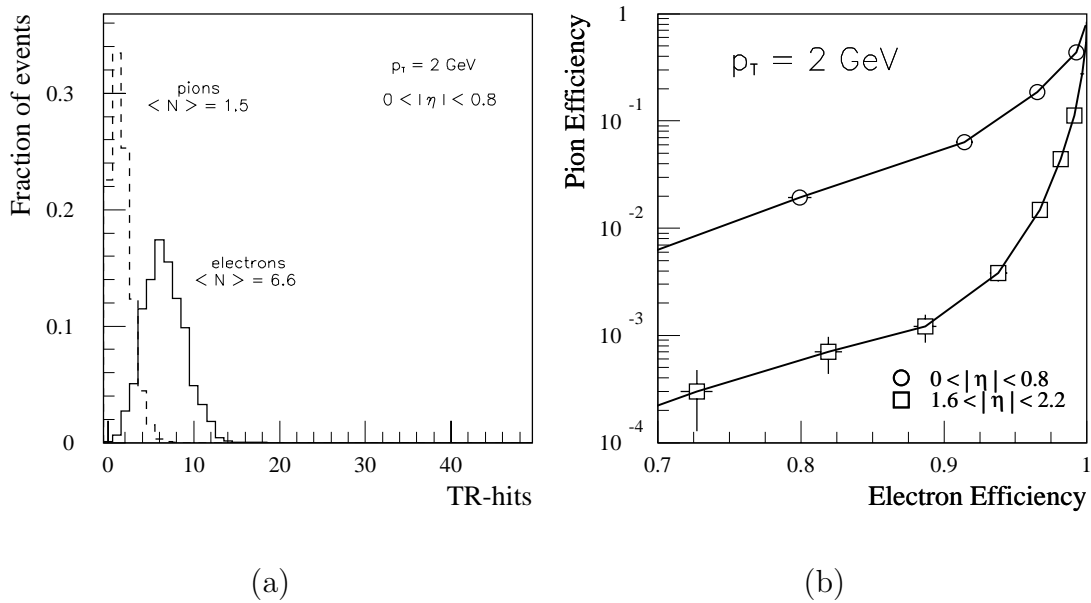 Fraction of events
0.3
0.2
0.1
0
pions
< N > = 1.5
p_T = 2 GeV
0 < | η | < 0.8
electrons
< N > = 6.6
0 10 20 30 40
TR-hits
(a)
Pion Efficiency
1
10^-1
10^-2
10^-3
10^-4
p_T = 2 GeV
0 < | η | < 0.8
1.6 < | η | < 2.2
0.7 0.8 0.9 1
Electron Efficiency
(b)